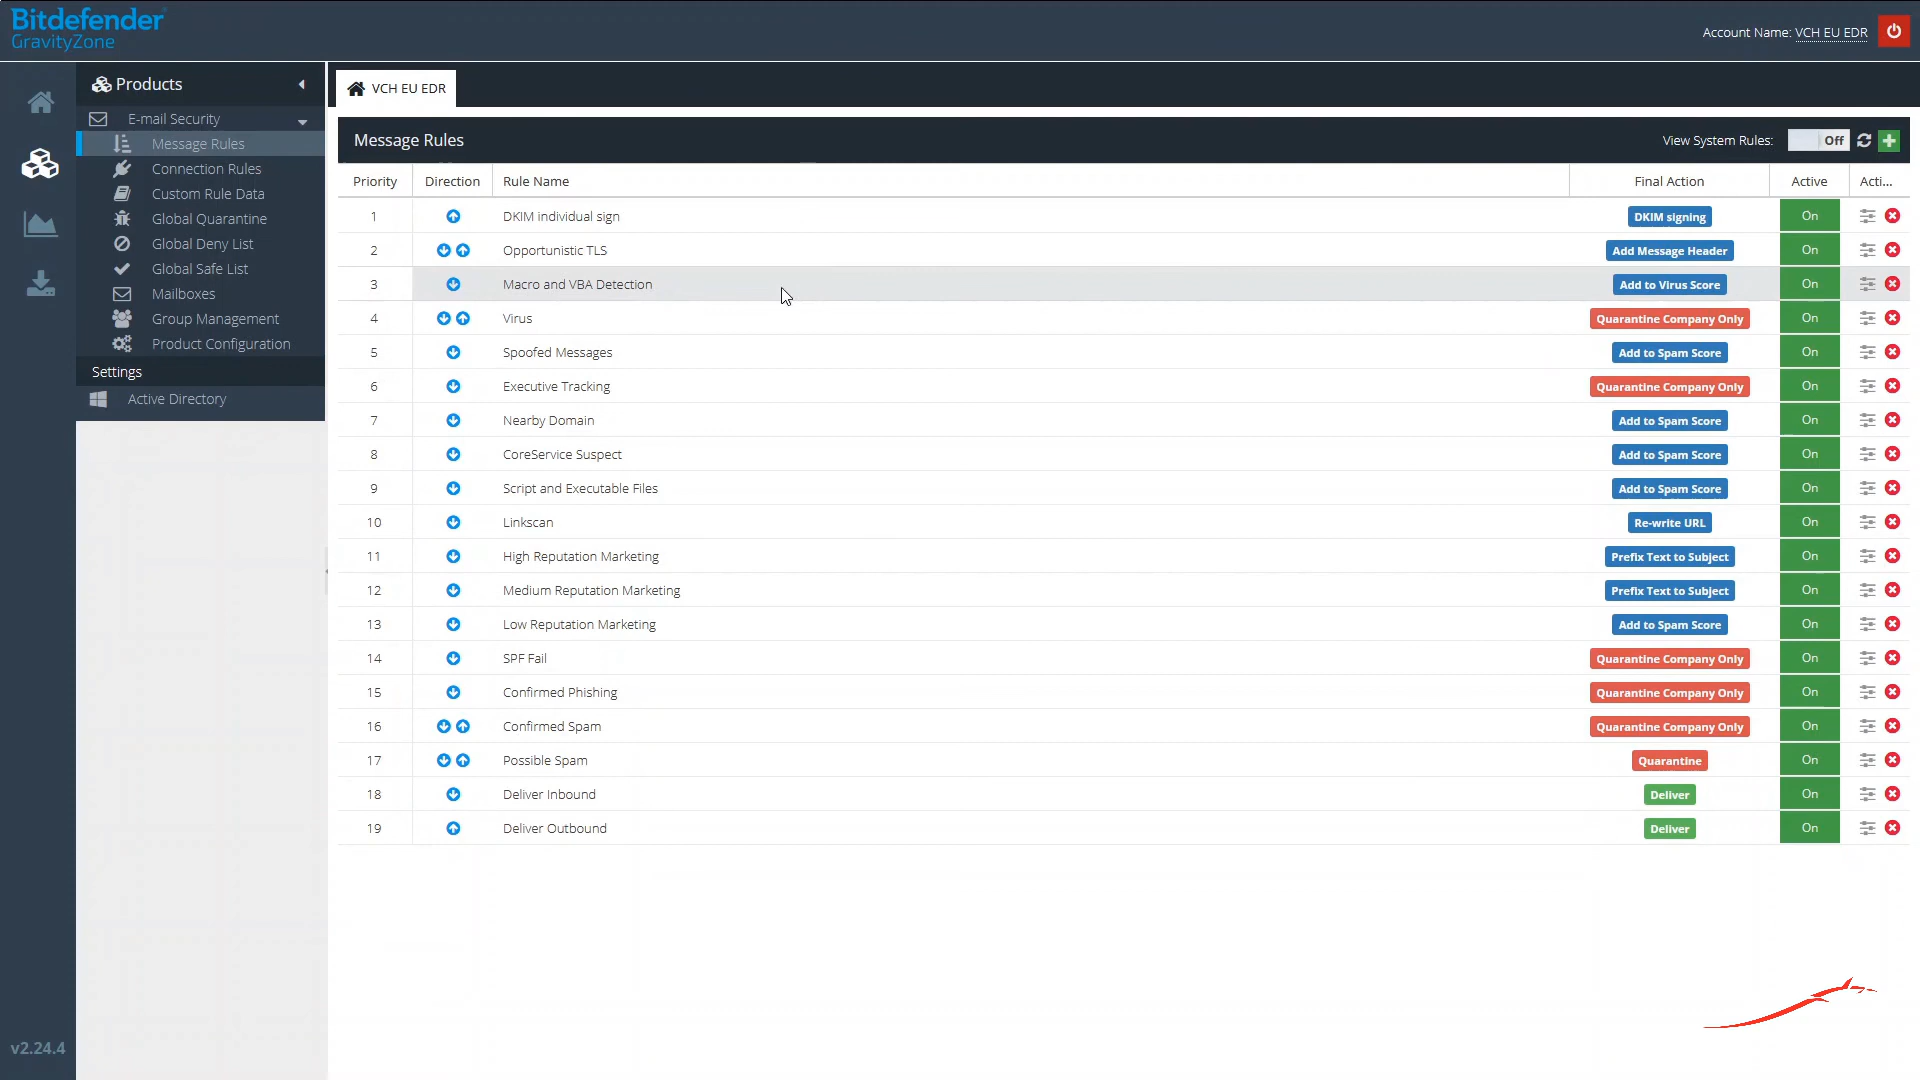 Bitdefender
GravityZone
Account Name: VCH EU EDR
Products
VCH EU EDR
E-mail Security
Message Rules
Connection Rules
Custom Rule Data
Global Quarantine
Global Deny List
Global Safe List
Mailboxes
Group Management
Product Configuration
Settings
Active Directory
v2.24.4
Message Rules
View System Rules: Off
Priority Direction Rule Name Final Action Active Acti...
1 DKIM individual sign DKIM signing On
2 Opportunistic TLS Add Message Header On
3 Macro and VBA Detection Add to Virus Score On
4 Virus Quarantine Company Only On
5 Spoofed Messages Add to Spam Score On
6 Executive Tracking Quarantine Company Only On
7 Nearby Domain Add to Spam Score On
8 CoreService Suspect Add to Spam Score On
9 Script and Executable Files Add to Spam Score On
10 Linkscan Re-write URL On
11 High Reputation Marketing Prefix Text to Subject On
12 Medium Reputation Marketing Prefix Text to Subject On
13 Low Reputation Marketing Add to Spam Score On
14 SPF Fail Quarantine Company Only On
15 Confirmed Phishing Quarantine Company Only On
16 Confirmed Spam Quarantine Company Only On
17 Possible Spam Quarantine On
18 Deliver Inbound Deliver On
19 Deliver Outbound Deliver On